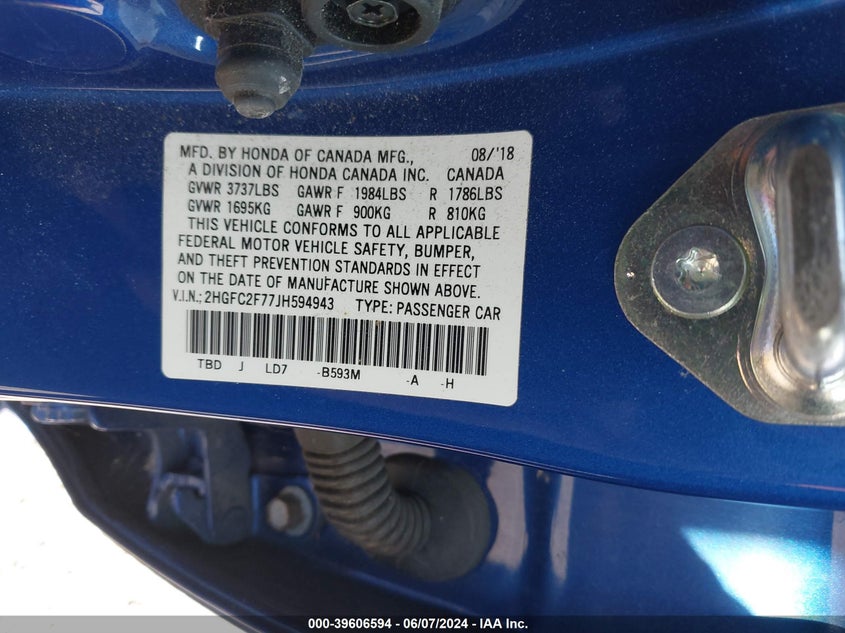 MFD. BY HONDA OF CANADA MFG., 08/'18
A DIVISION OF HONDA CANADA INC. CANADA
GVWR 3737LBS GAWR F 1984LBS R 1786LBS
GVWR 1695KG GAWR F 900KG R 810KG
THIS VEHICLE CONFORMS TO ALL APPLICABLE
FEDERAL MOTOR VEHICLE SAFETY, BUMPER,
AND THEFT PREVENTION STANDARDS IN EFFECT
ON THE DATE OF MANUFACTURE SHOWN ABOVE.
V.I.N.: 2HGFC2F77JH594943 TYPE: PASSENGER CAR
TBD J LD7 -B593M -A -H
000-39606594 - 06/07/2024 - IAA Inc.